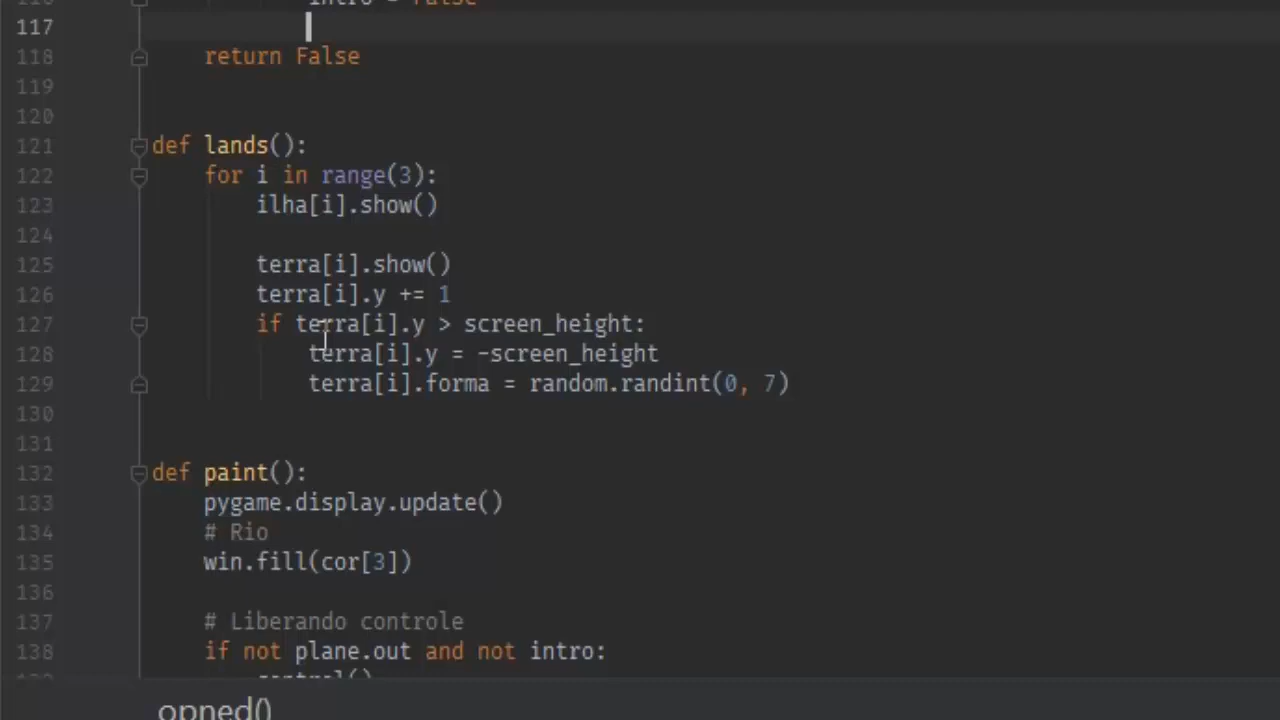 intro = False
117
118 return False
119
120
121 def lands():
122 for i in range(3):
123 ilha[i].show()
124
125 terra[i].show()
126 terra[i].y += 1
127 if terra[i].y > screen_height:
128 terra[i].y = -screen_height
129 terra[i].forma = random.randint(0, 7)
130
131
132 def paint():
133 pygame.display.update()
134 # Rio
135 win.fill(cor[3])
136
137 # Liberando controle
138 if not plane.out and not intro:
control()
opned()